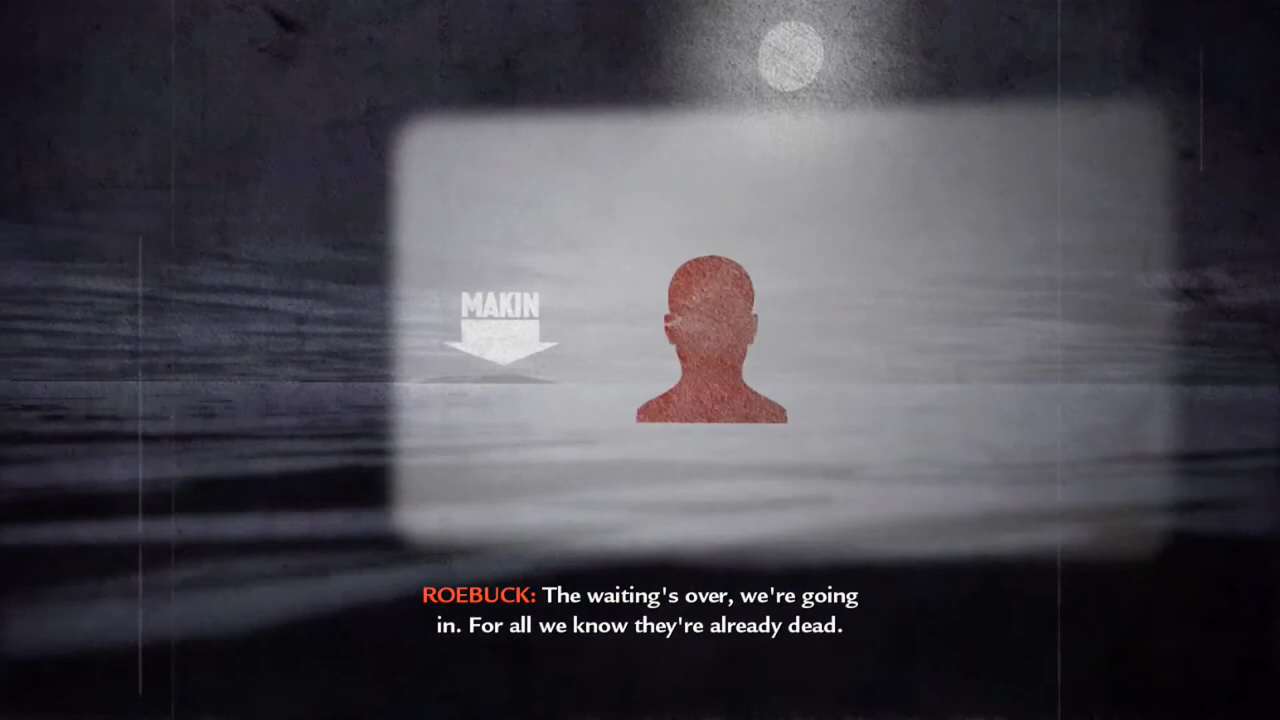 MAKIN
ROEBUCK: The waiting's over, we're going
in. For all we know they're already dead.